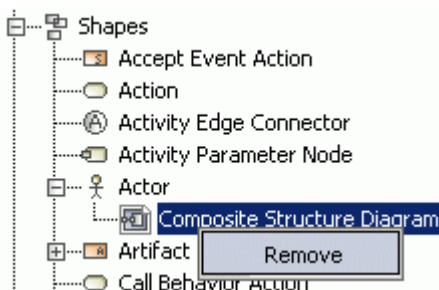 Shapes
Accept Event Action
Action
Activity Edge Connector
Activity Parameter Node
Actor
Composite Structure Diagram
Artifact
Remove
Call Behavior Action